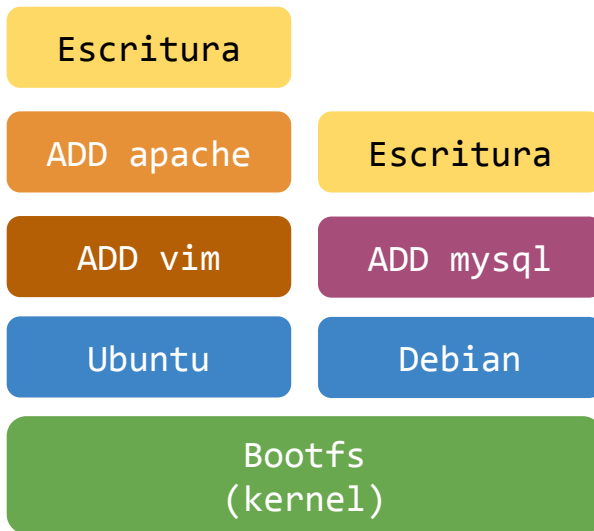 Escritura
ADD apache
Escritura
ADD vim
ADD mysql
Ubuntu
Debian
Bootfs
(kernel)